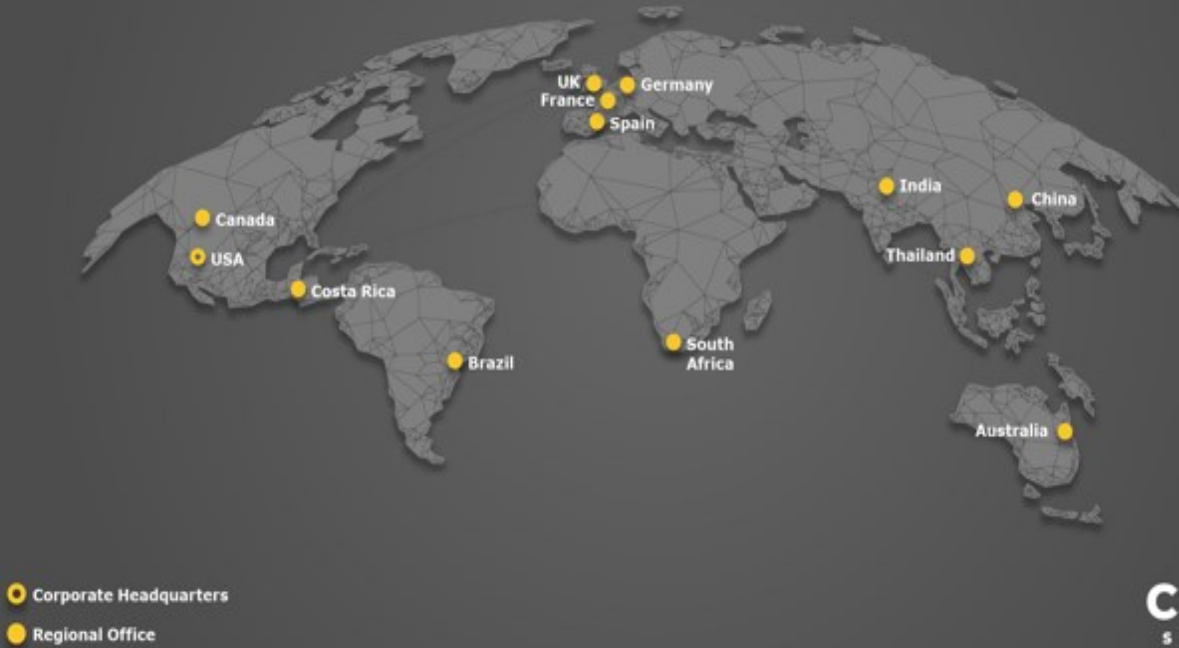 UK
Germany
France
Spain
India
China
Canada
USA
Thailand
Costa Rica
South
Africa
Brazil
Australia
Corporate Headquarters
C
Regional Office
s